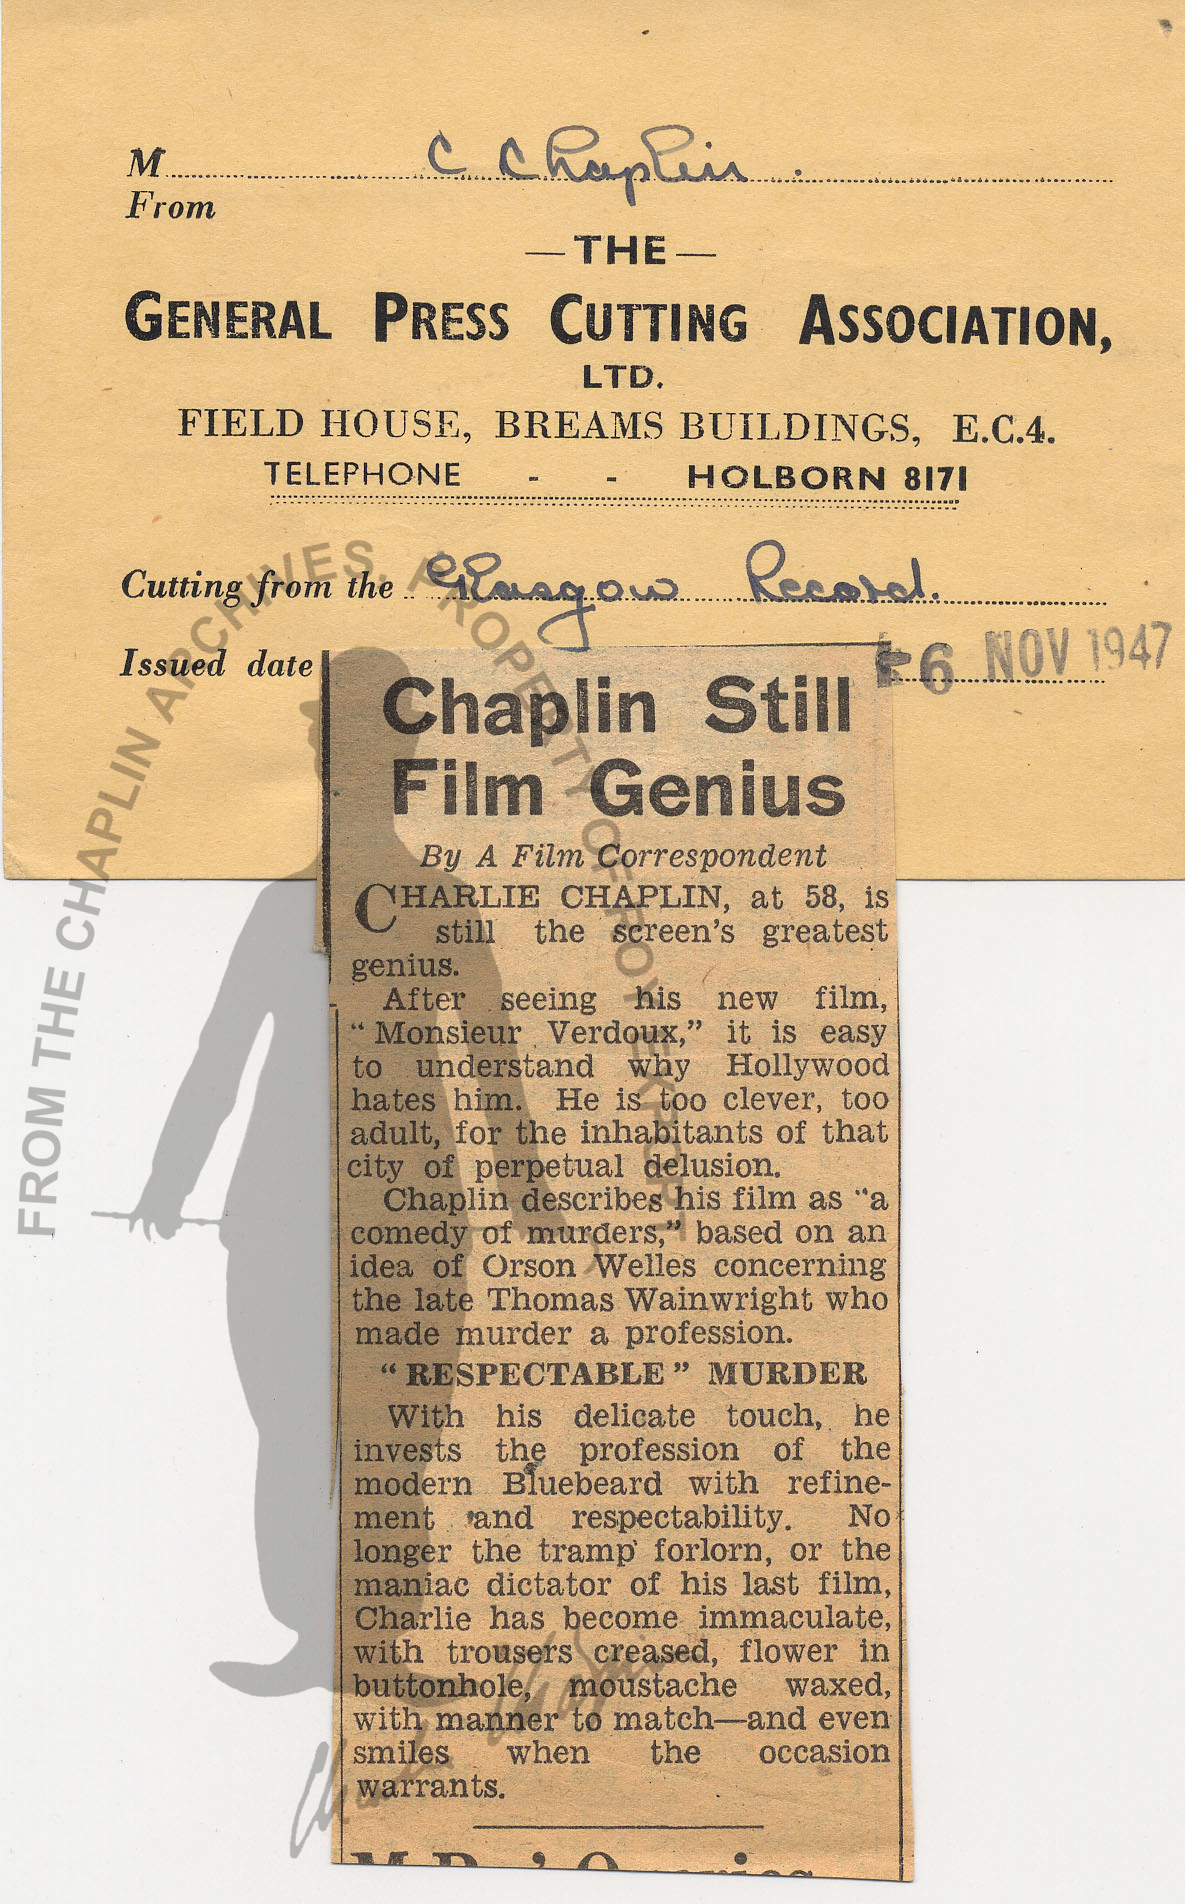 M C Chaplin.
From
—THE—
GENERAL PRESS CUTTING ASSOCIATION,
LTD.
FIELD HOUSE, BREAMS BUILDINGS, E.C.4.
TELEPHONE - - HOLBORN 8171
Cutting from the Glasgow Record.
Issued date 6 NOV 1947
Chaplin Still
Film Genius
By A Film Correspondent
CHARLIE CHAPLIN, at 58, is
still the screen's greatest
genius.
After seeing his new film,
“Monsieur Verdoux,” it is easy
to understand why Hollywood
hates him. He is too clever, too
adult, for the inhabitants of that
city of perpetual delusion.
Chaplin describes his film as “a
comedy of murders,” based on an
idea of Orson Welles concerning
the late Thomas Wainwright who
made murder a profession.
“RESPECTABLE” MURDER
With his delicate touch, he
invests the profession of the
modern Bluebeard with refine-
ment and respectability. No
longer the tramp forlorn, or the
maniac dictator of his last film,
Charlie has become immaculate,
with trousers creased, flower in
buttonhole, moustache waxed,
with manner to match—and even
smiles when the occasion
warrants.
FROM THE CHAPLIN ARCHIVES. PROPERTY OF ROY EXPORT
Charlie Chaplin